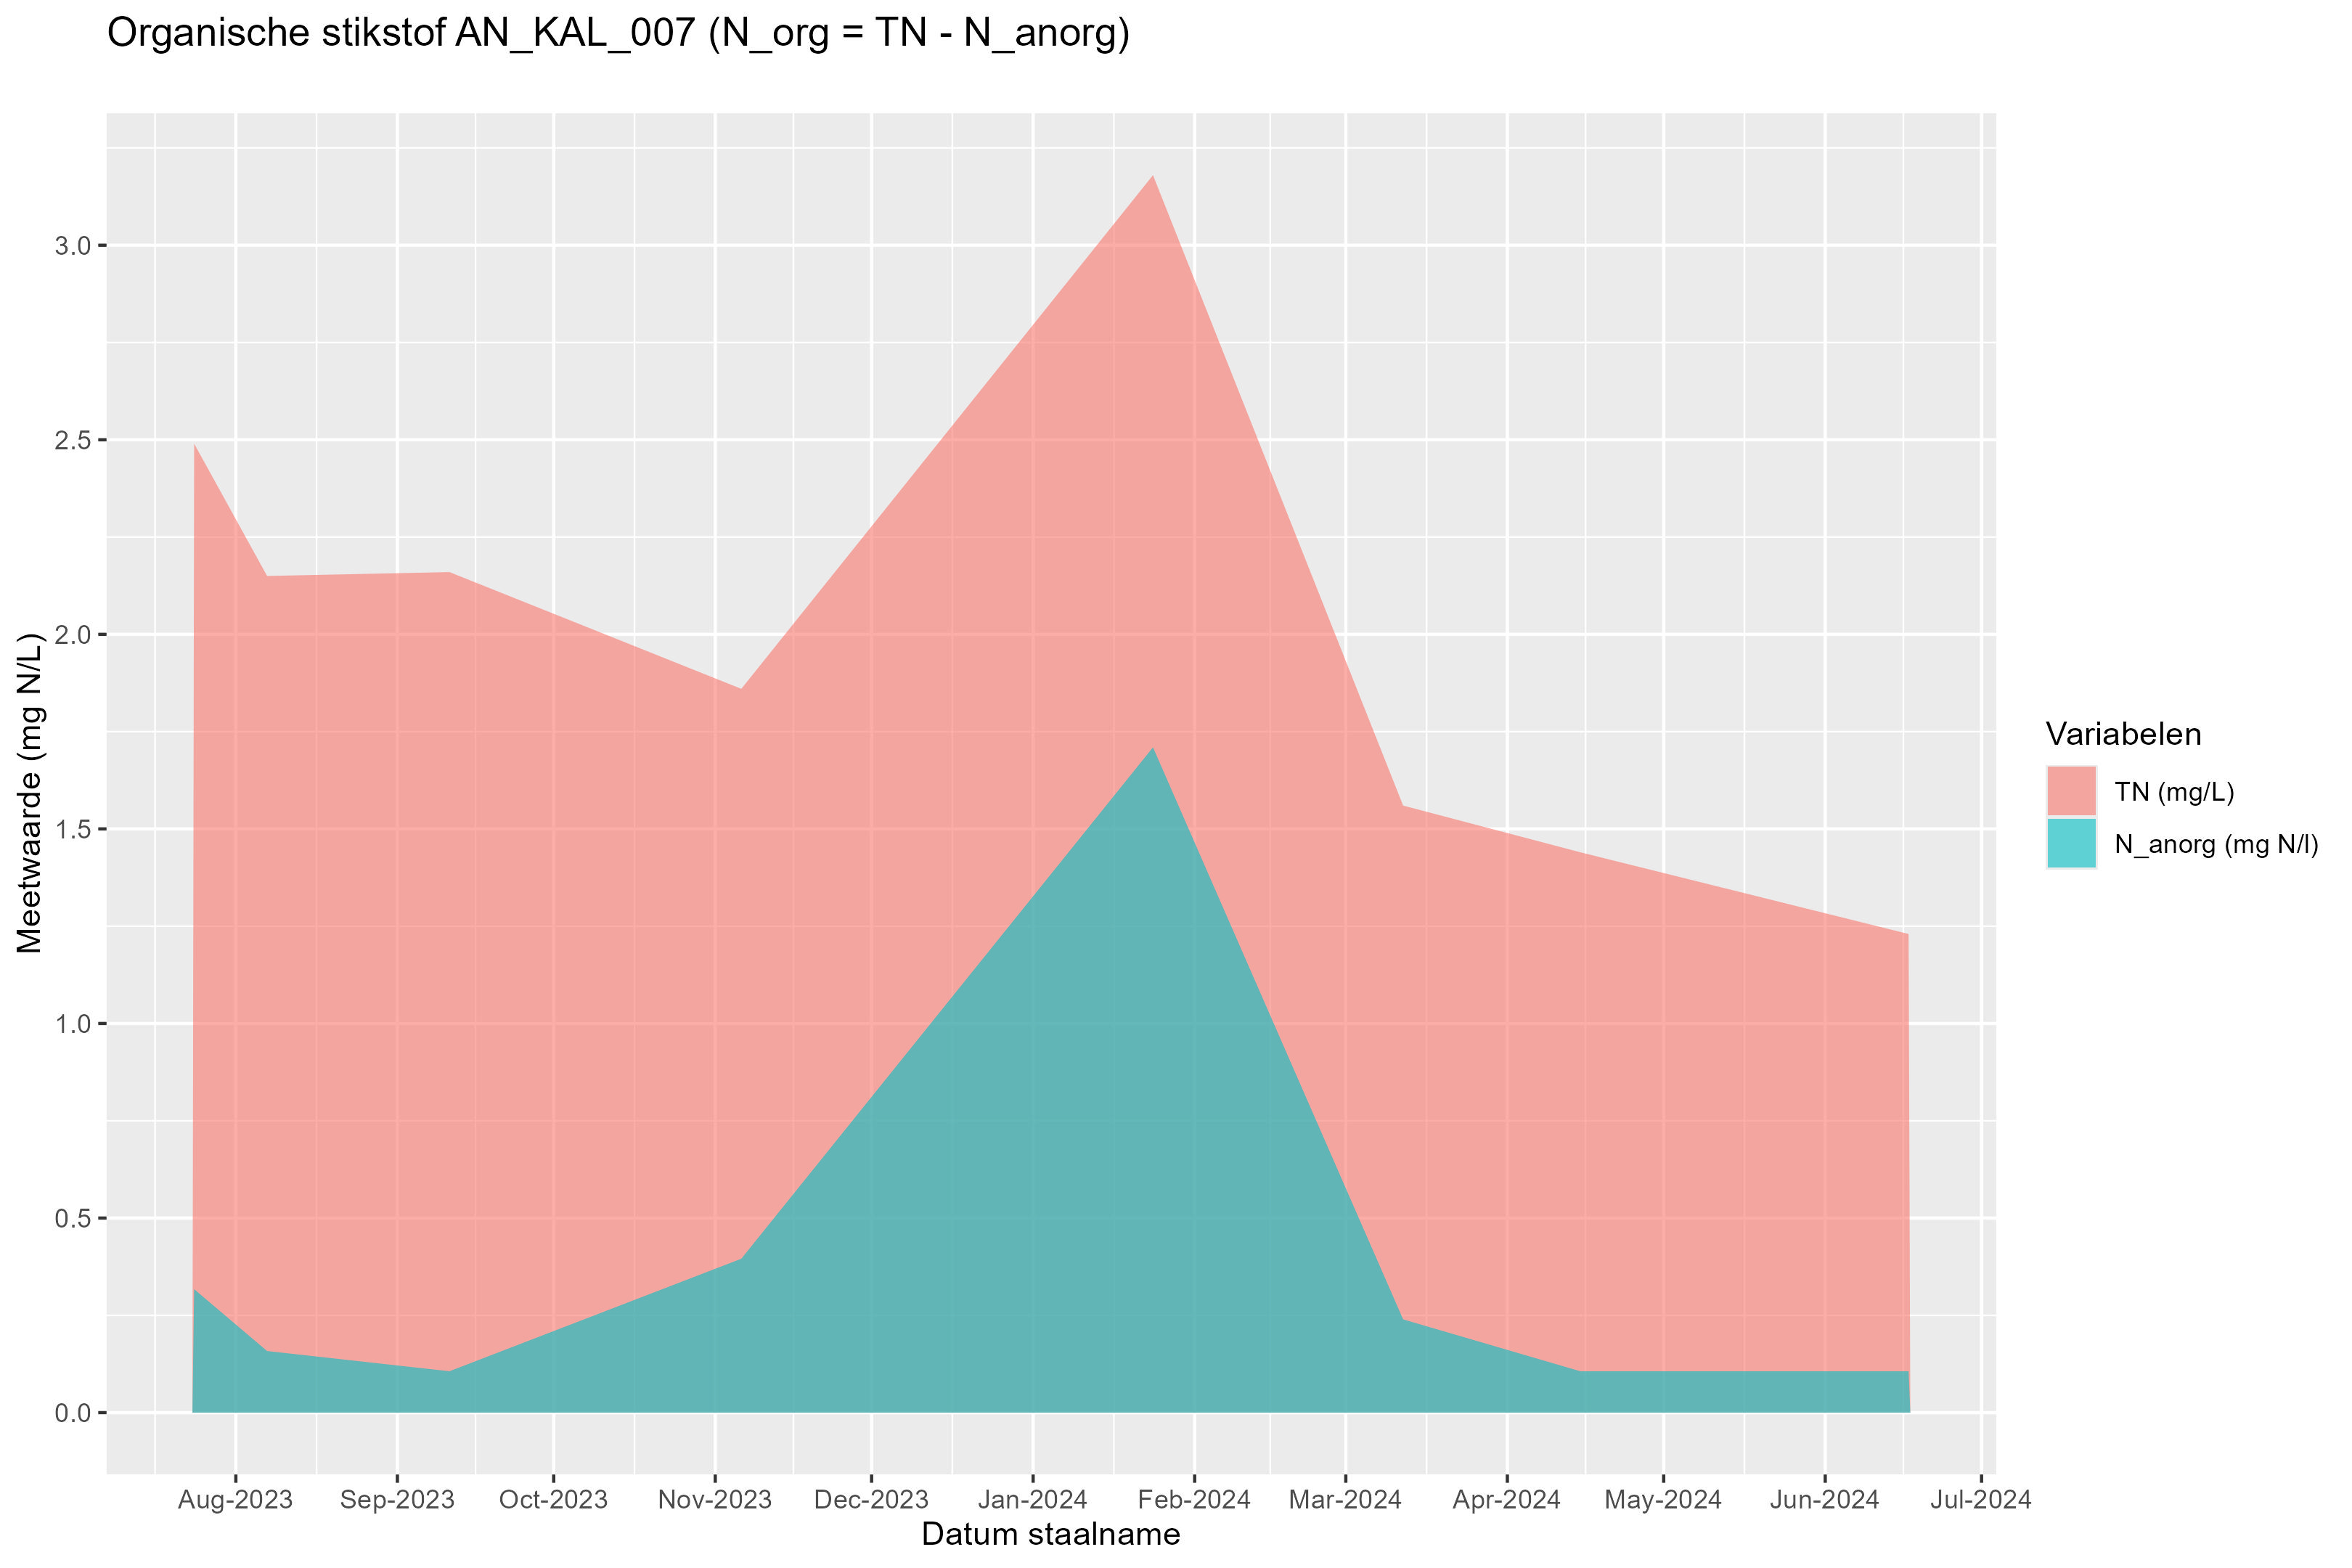 Organische stikstof AN_KAL_007 (N_org = TN - N_anorg)
Meetwaarde (mg N/L)
3.0
2.5
2.0
1.5
1.0
0.5
0.0
Aug-2023 Sep-2023 Oct-2023 Nov-2023 Dec-2023 Jan-2024 Feb-2024 Mar-2024 Apr-2024 May-2024 Jun-2024 Jul-2024
Datum staalname
Variabelen
TN (mg/L)
N_anorg (mg N/l)